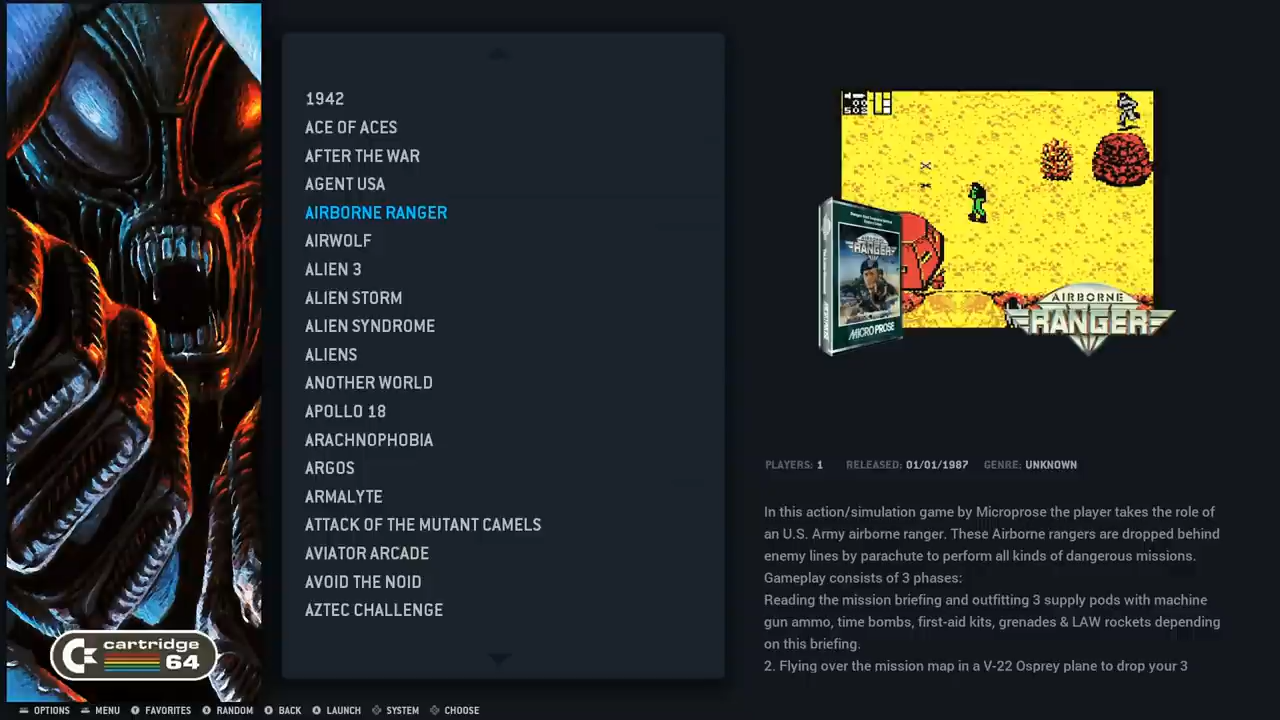 1942
ACE OF ACES
AFTER THE WAR
AGENT USA
AIRBORNE RANGER
AIRWOLF
ALIEN 3
ALIEN STORM
ALIEN SYNDROME
ALIENS
ANOTHER WORLD
APOLLO 18
ARACHNOPHOBIA
ARGOS
ARMALYTE
ATTACK OF THE MUTANT CAMELS
AVIATOR ARCADE
AVOID THE NOID
AZTEC CHALLENGE
RANGER
MICROPROSE
AIRBORNE
RANGER
PLAYERS: 1 RELEASED: 01/01/1987 GENRE: UNKNOWN
In this action/simulation game by Microprose the player takes the role of
an U.S. Army airborne ranger. These Airborne rangers are dropped behind
enemy lines by parachute to perform all kinds of dangerous missions.
Gameplay consists of 3 phases:
Reading the mission briefing and outfitting 3 supply pods with machine
gun ammo, time bombs, first-aid kits, grenades & LAW rockets depending
on this briefing.
2. Flying over the mission map in a V-22 Osprey plane to drop your 3
cartridge
64
OPTIONS MENU FAVORITES RANDOM BACK LAUNCH SYSTEM CHOOSE